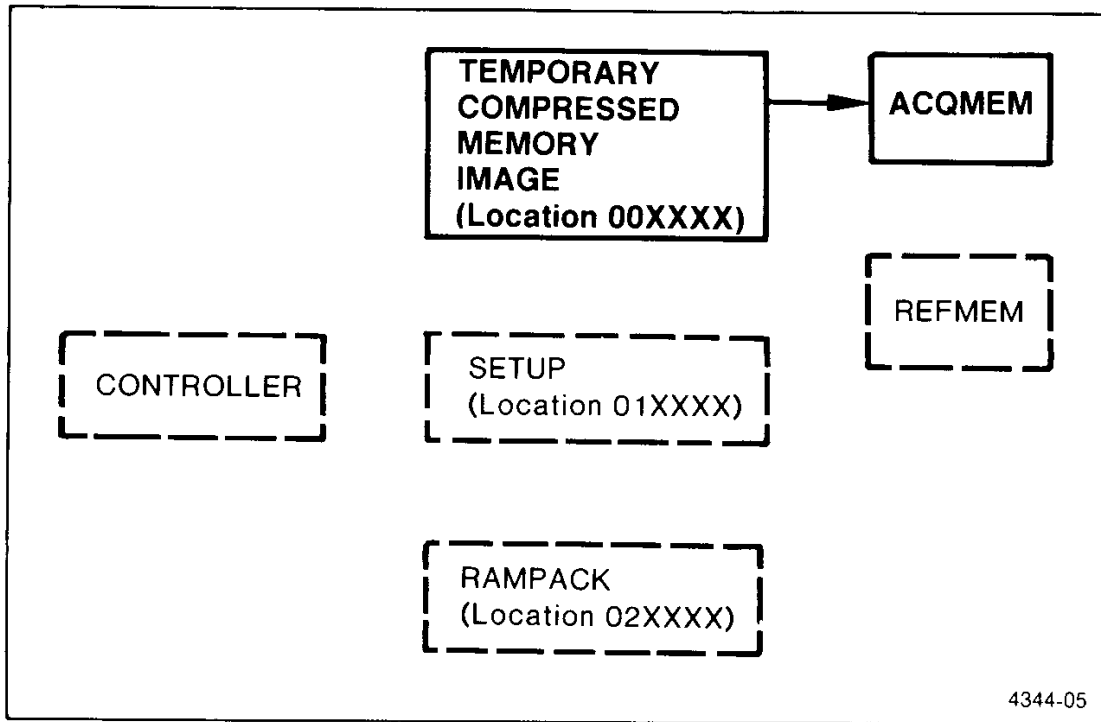 TEMPORARY
COMPRESSED
MEMORY
IMAGE
(Location 00XXXX)
ACQMEM
REFMEM
CONTROLLER
SETUP
(Location 01XXXX)
RAMPACK
(Location 02XXXX)
4344-05